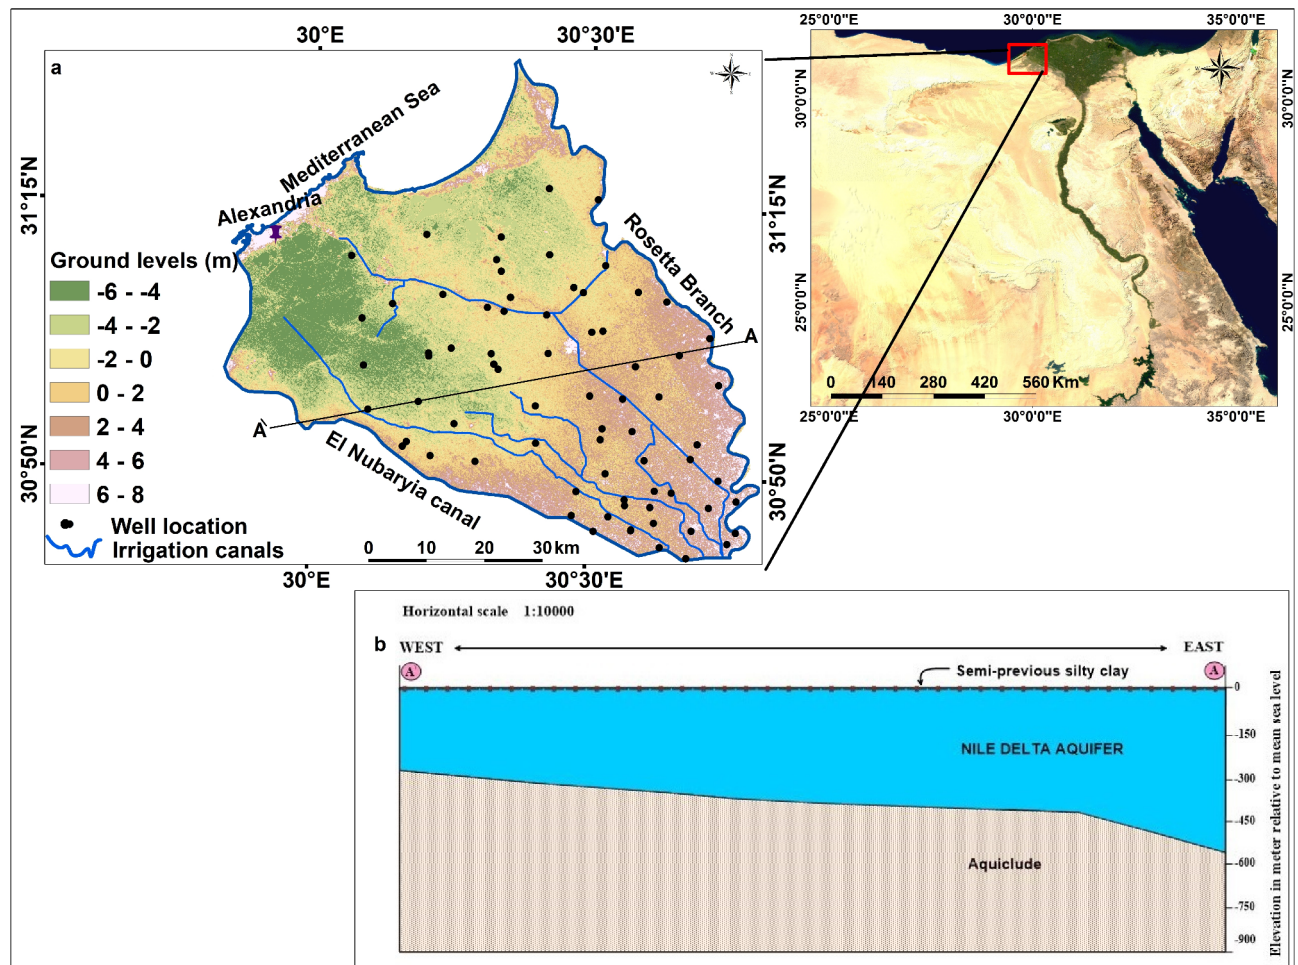 a
30°E
30°30'E
31°15'N
30°50'N
31°15'N
30°50'N
30°E
30°30'E
Mediterranean Sea
Alexandria
Rosetta Branch
El Nubaryia canal
A
A`
Ground levels (m)
-6 - -4
-4 - -2
-2 - 0
0 - 2
2 - 4
4 - 6
6 - 8
Well location
Irrigation canals
0 10 20 30 km
25°0'0"E 30°0'0"E 35°0'0"E
30°0'0"N
25°0'0"N
30°0'0"N
25°0'0"N
0 140 280 420 560 Km
25°0'0"E 30°0'0"E 35°0'0"E
Horizontal scale 1:10000
b
WEST EAST
A` A
Semi-previous silty clay
NILE DELTA AQUIFER
Aquiclude
0
-150
-300
-450
-600
-750
-900
Elevation in meter relative to mean sea level